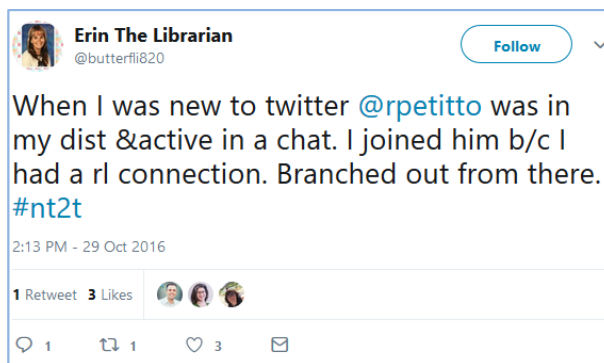 Erin The Librarian
@butterfli820
Follow
When I was new to twitter @rpetitto was in
my dist &active in a chat. I joined him b/c I
had a rl connection. Branched out from there.
#nt2t
2:13 PM - 29 Oct 2016
1 Retweet 3 Likes
1 1 3